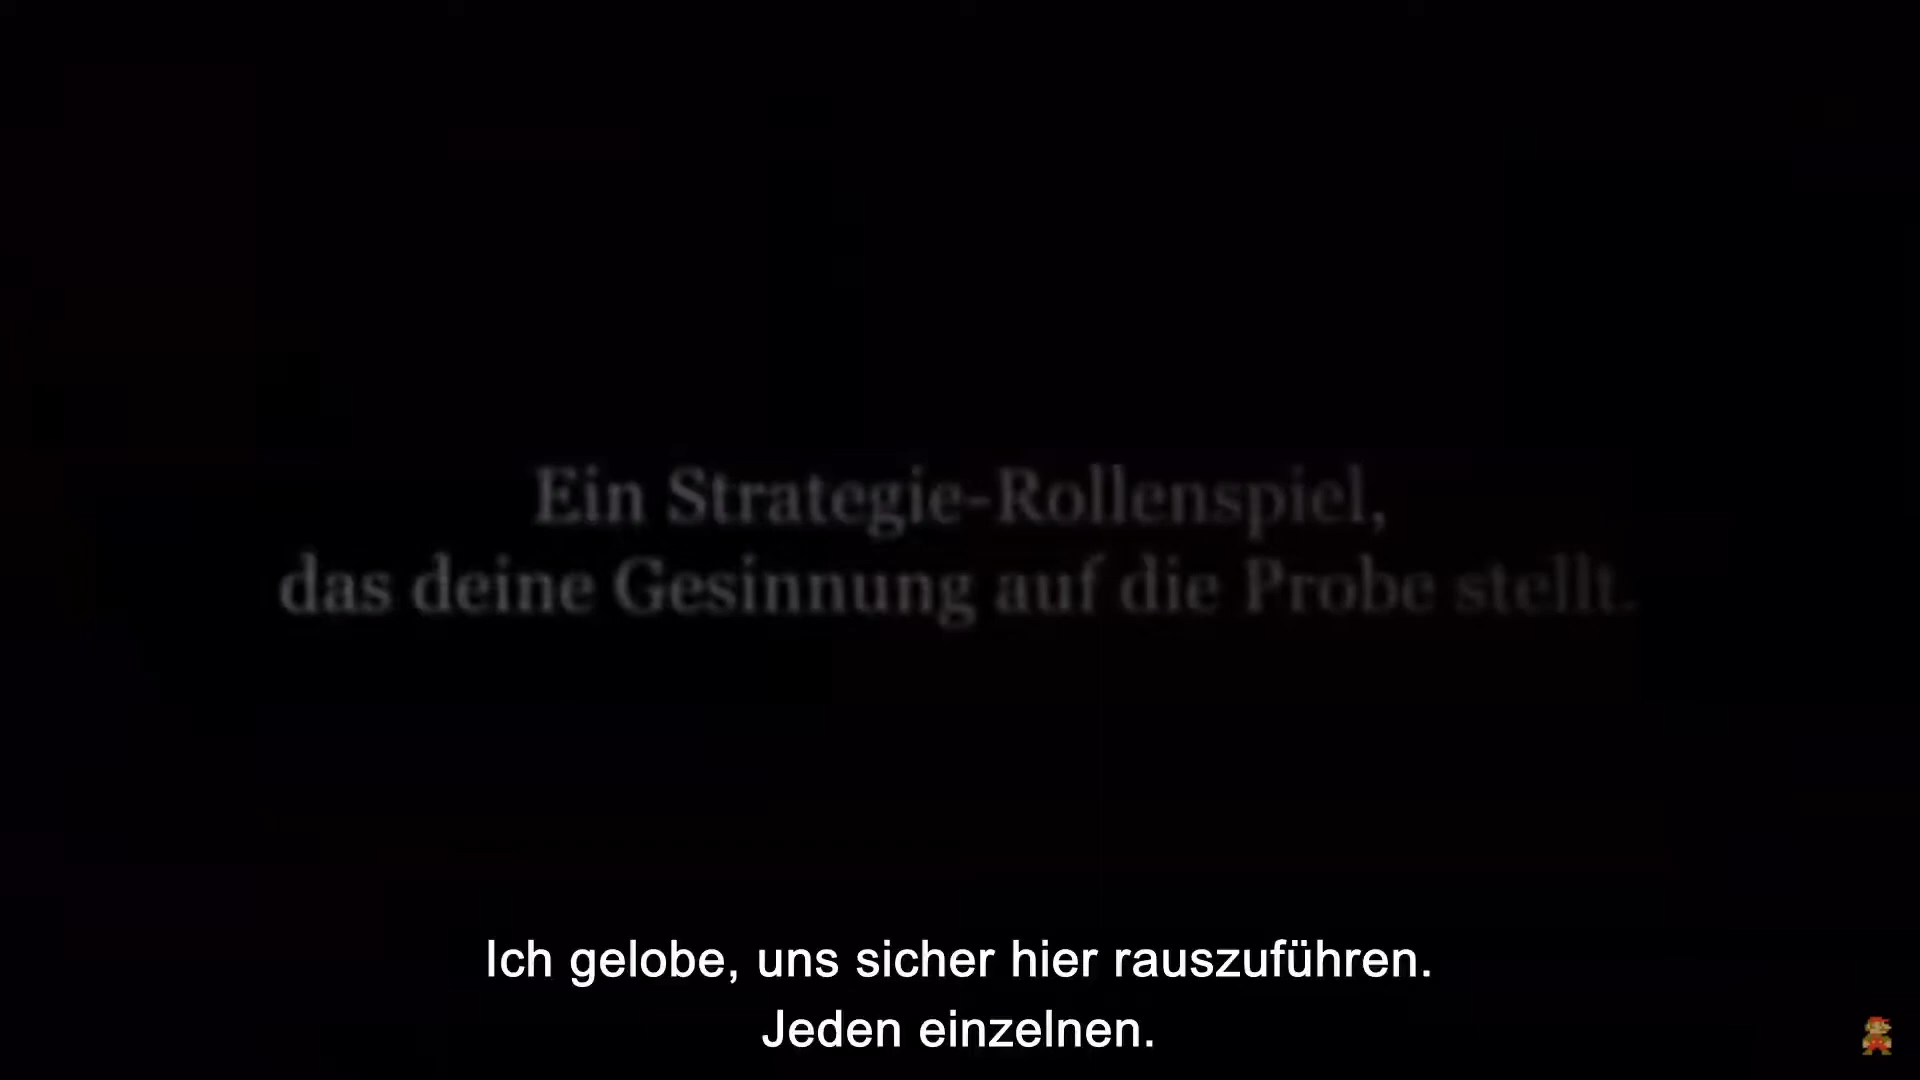 Ein Strategie-Rollenspiel,
das deine Gesinnung auf die Probe stellt.
Ich gelobe, uns sicher hier rauszuführen.
Jeden einzelnen.